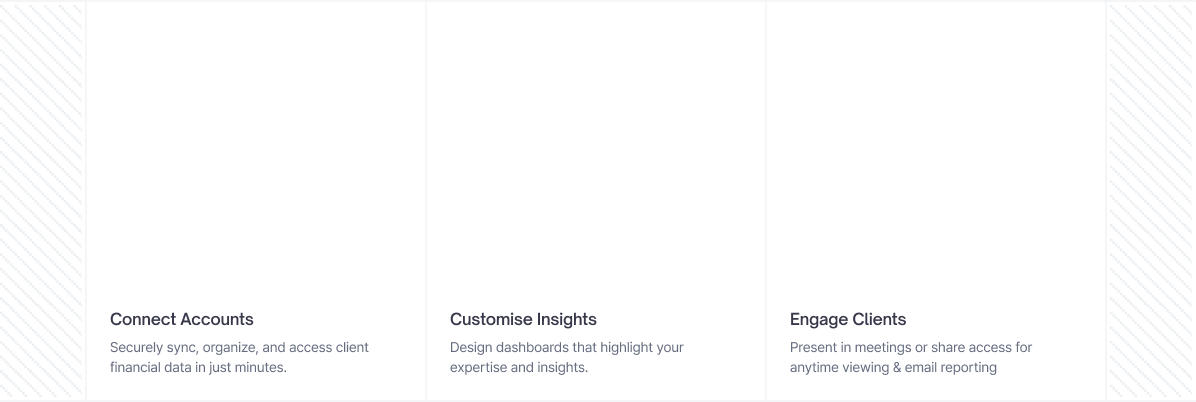 Connect Accounts
Securely sync, organize, and access client
financial data in just minutes.
Customise Insights
Design dashboards that highlight your
expertise and insights.
Engage Clients
Present in meetings or share access for
anytime viewing & email reporting